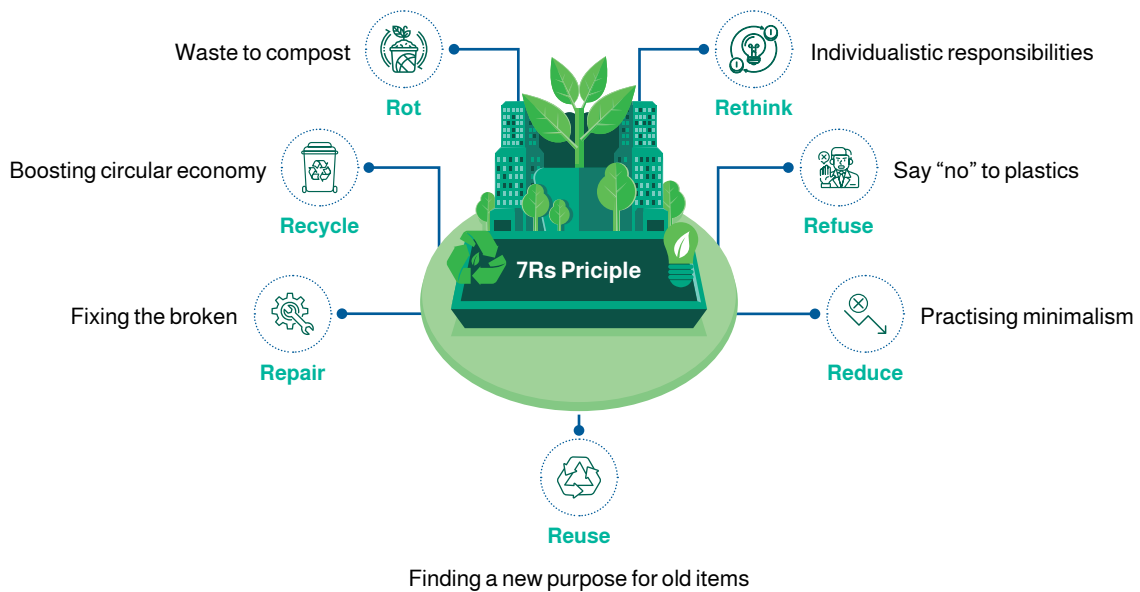 Waste to compost
Rot
Individualistic responsibilities
Rethink
Boosting circular economy
Recycle
Say “no” to plastics
Refuse
7Rs Priciple
Fixing the broken
Repair
Practising minimalism
Reduce
Reuse
Finding a new purpose for old items